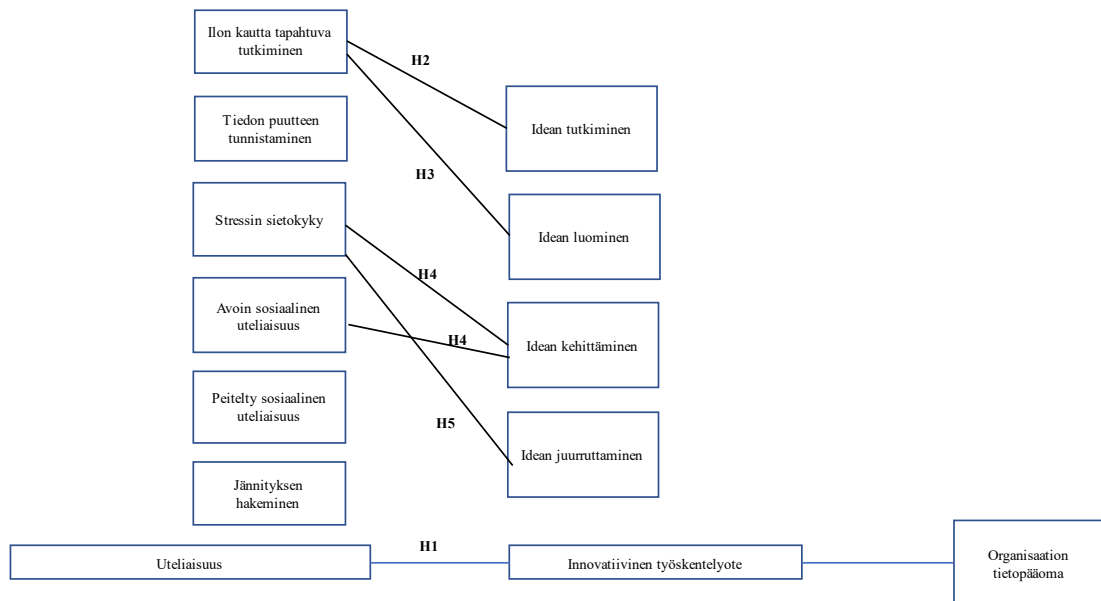 Ilon kautta tapahtuva
tutkiminen
H2
Idean tutkiminen
Tiedon puutteen
tunnistaminen
H3
Stressin sietokyky
Idean luominen
H4
Avoin sosiaalinen
uteliaisuus
H4
Idean kehittäminen
Peitelty sosiaalinen
uteliaisuus
H5
Idean juurruttaminen
Jännityksen
hakeminen
Uteliaisuus
H1
Innovatiivinen työskentelyote
Organisaation
tietopääoma